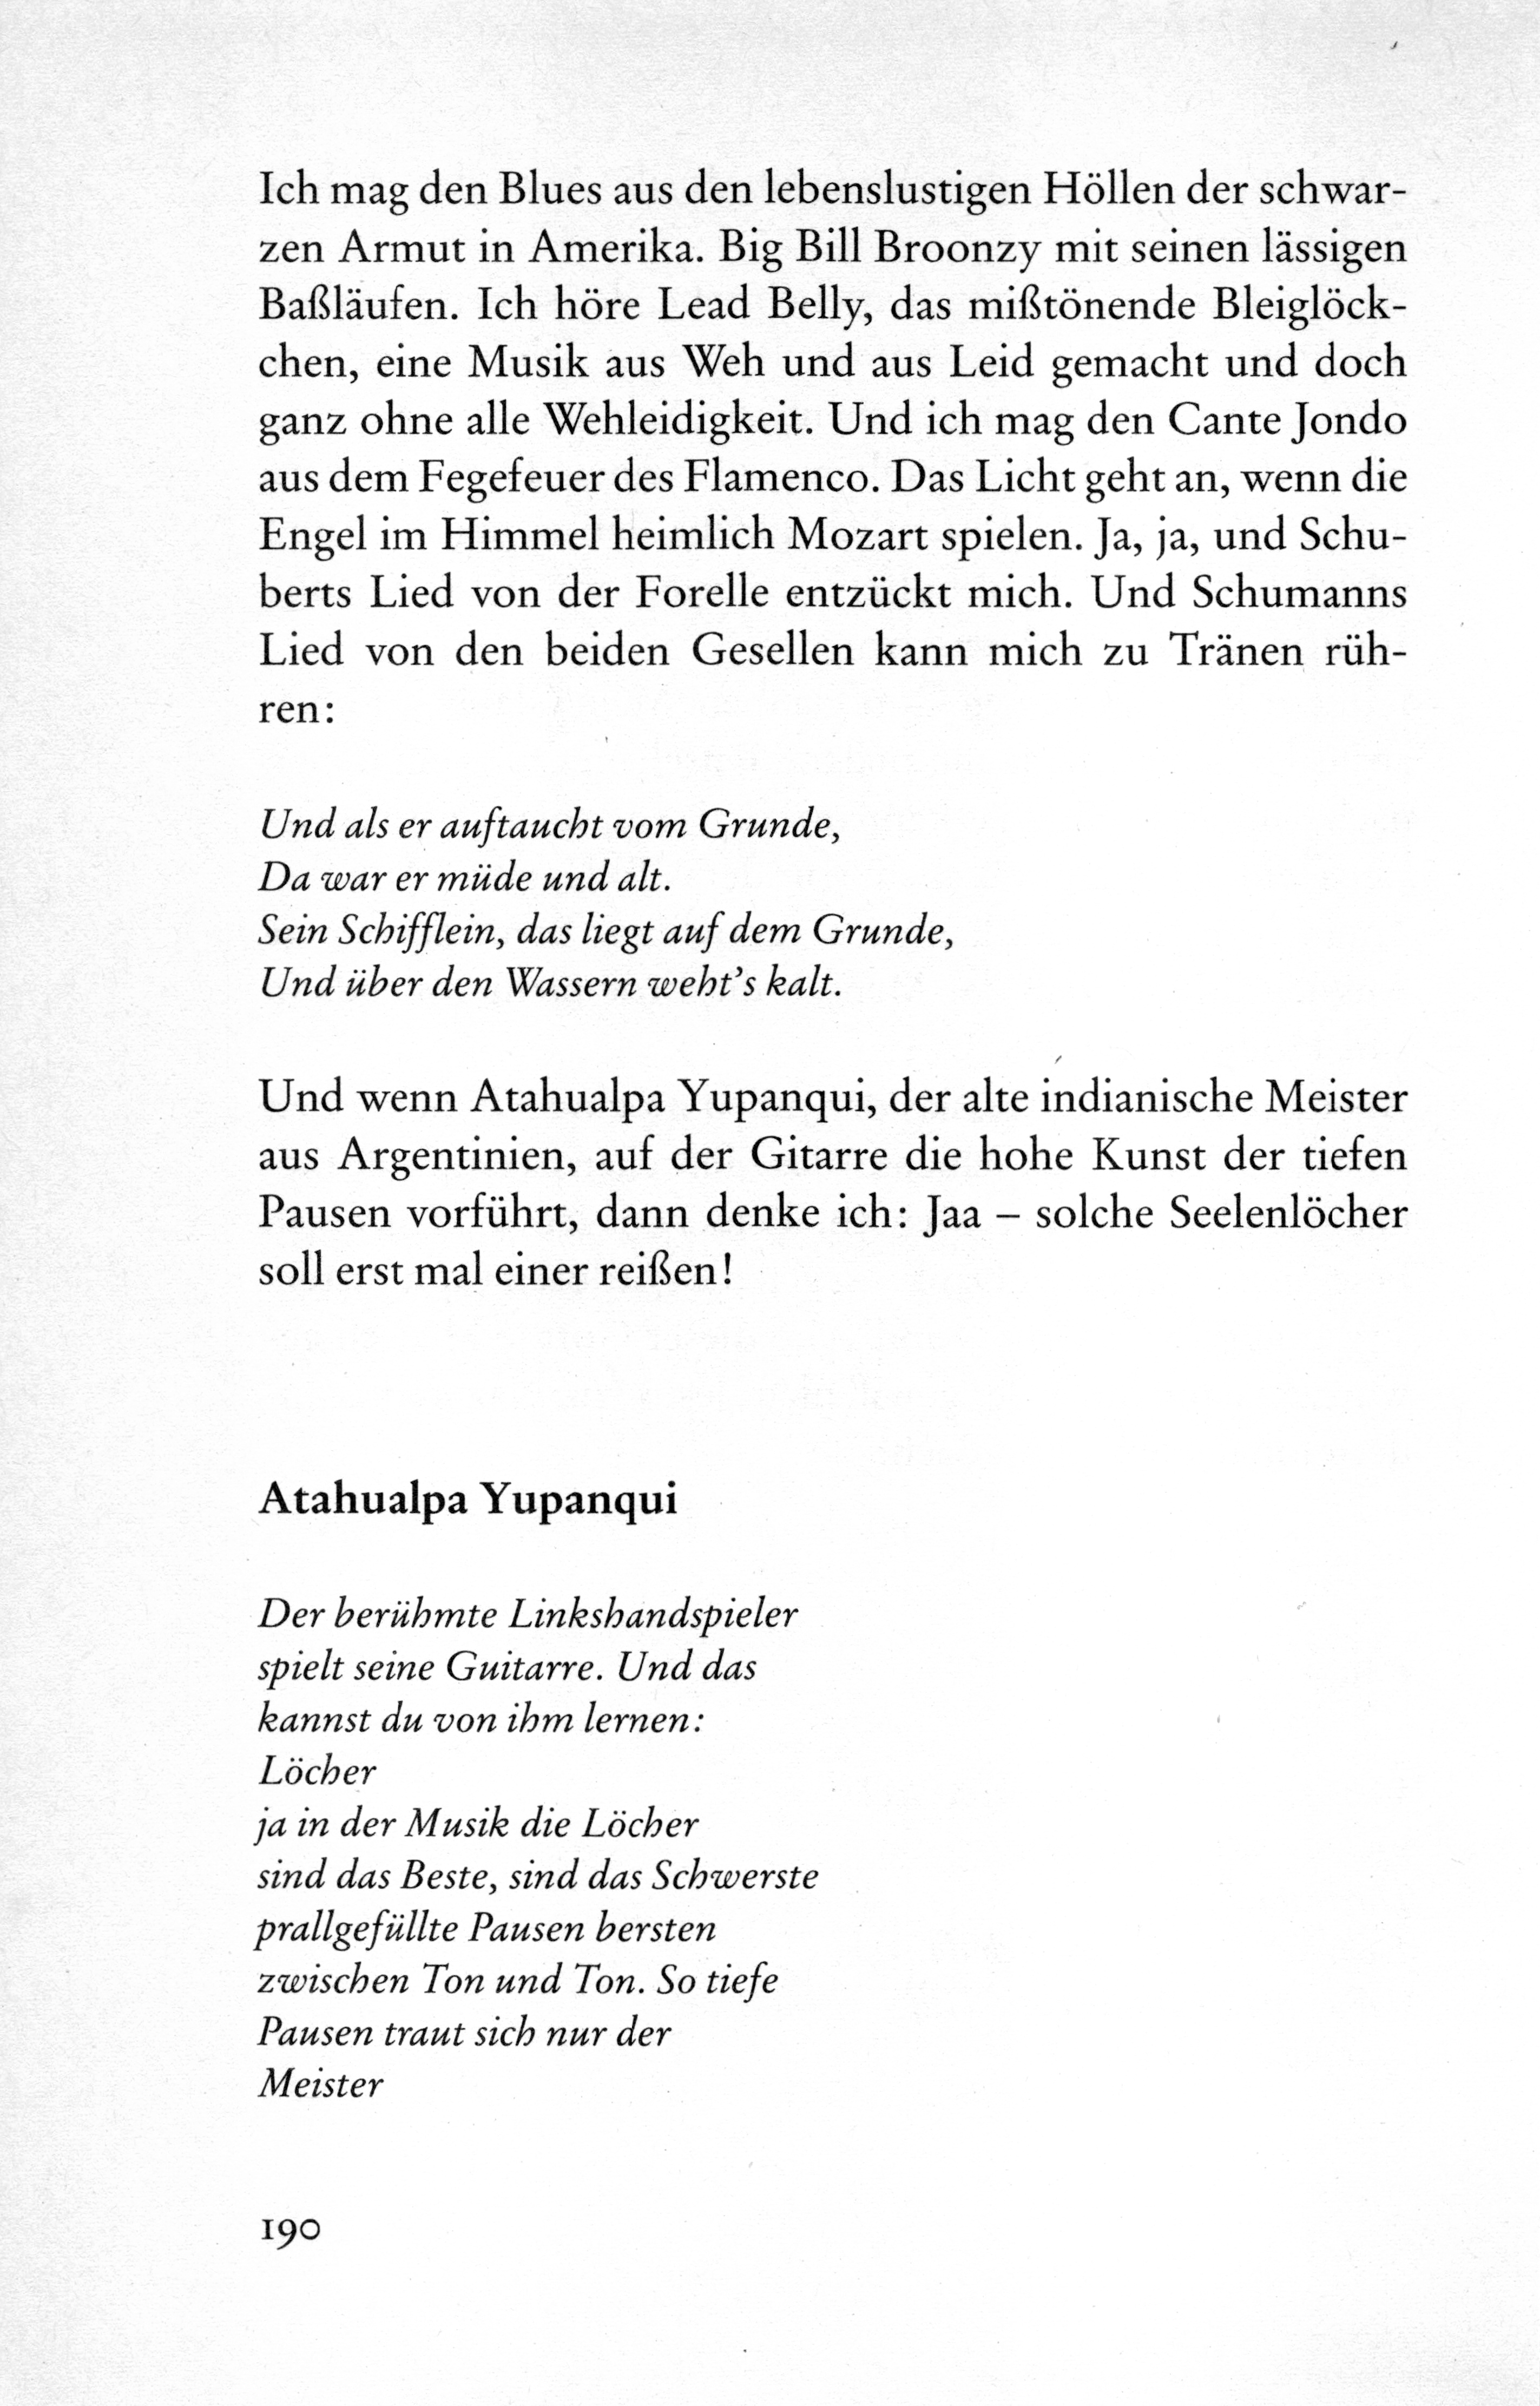 Ich mag den Blues aus den lebenslustigen Höllen der schwar-
zen Armut in Amerika. Big Bill Broonzy mit seinen lässigen
Baßläufen. Ich höre Lead Belly, das mißtönende Bleiglöck-
chen, eine Musik aus Weh und aus Leid gemacht und doch
ganz ohne alle Wehleidigkeit. Und ich mag den Cante Jondo
aus dem Fegefeuer des Flamenco. Das Licht geht an, wenn die
Engel im Himmel heimlich Mozart spielen. Ja, ja, und Schu-
berts Lied von der Forelle entzückt mich. Und Schumanns
Lied von den beiden Gesellen kann mich zu Tränen rüh-
ren:
Und als er auftaucht vom Grunde,
Da war er müde und alt.
Sein Schifflein, das liegt auf dem Grunde,
Und über den Wassern weht's kalt.
Und wenn Atahualpa Yupanqui, der alte indianische Meister
aus Argentinien, auf der Gitarre die hohe Kunst der tiefen
Pausen vorführt, dann denke ich: Jaa – solche Seelenlöcher
soll erst mal einer reißen!
Atahualpa Yupanqui
Der berühmte Linkshandspieler
spielt seine Guitarre. Und das
kannst du von ihm lernen:
Löcher
ja in der Musik die Löcher
sind das Beste, sind das Schwerste
prallgefüllte Pausen bersten
zwischen Ton und Ton. So tiefe
Pausen traut sich nur der
Meister
190